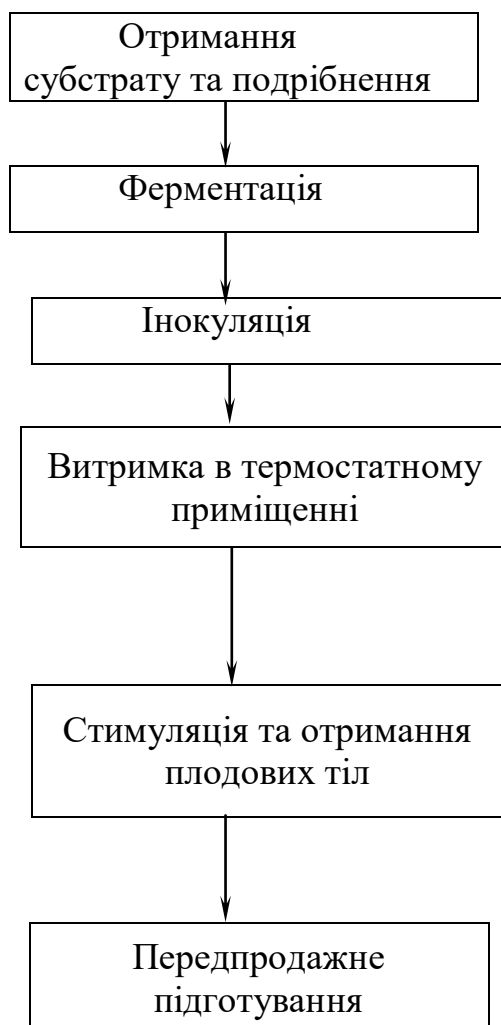 Отримання
субстрату та подрібнення
Ферментація
Інокуляція
Витримка в термостатному
приміщенні
Стимуляція та отримання
плодових тіл
Передпродажне
підготування